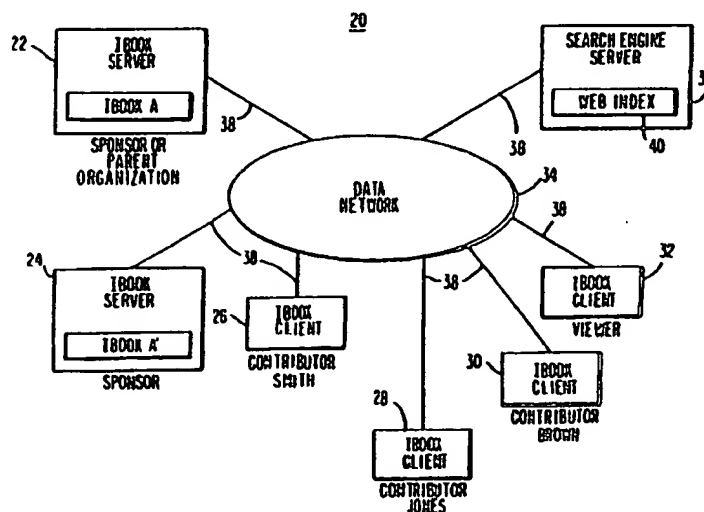 20
22
IBOOK
SERVER
IBOOK A
SPONSOR OR
PARENT
ORGANIZATION
38
SEARCH ENGINE
SERVER
WEB INDEX
40
38
DATA
NETWORK
34
38
24
IBOOK
SERVER
IBOOK A'
SPONSOR
38
26
IBOOK
CLIENT
CONTRIBUTOR
SMITH
38
28
IBOOK
CLIENT
CONTRIBUTOR
JONES
30
IBOOK
CLIENT
CONTRIBUTOR
BROWN
32
IBOOK
CLIENT
VIEWER